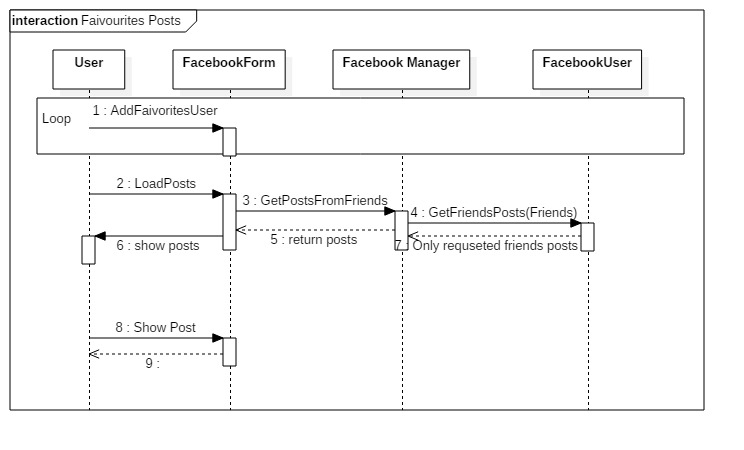 interaction Faivourites Posts
User
FacebookForm
Facebook Manager
FacebookUser
Loop
1 : AddFaivoritesUser
2 : LoadPosts
3 : GetPostsFromFriends
4 : GetFriendsPosts(Friends)
5 : return posts
6 : show posts
7 : Only requseted friends posts
8 : Show Post
9 :